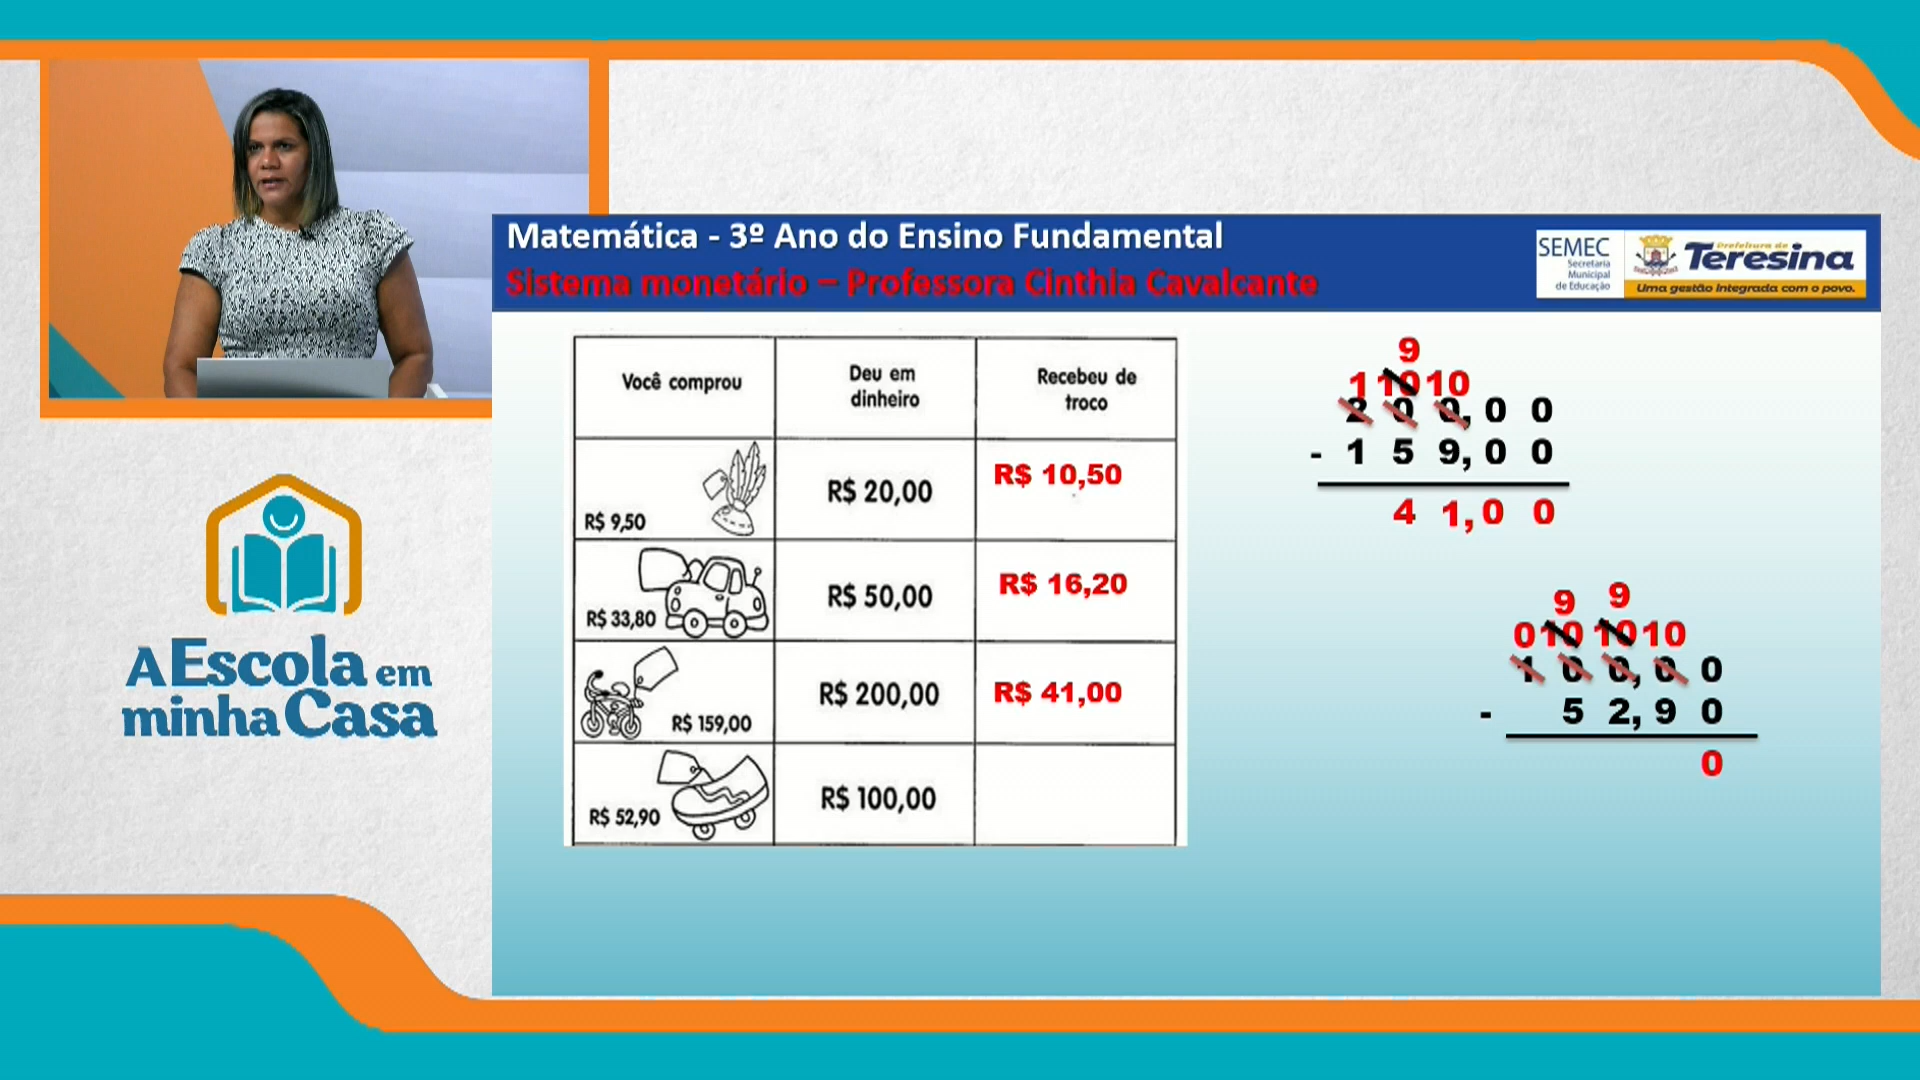 Matemática - 3º Ano do Ensino Fundamental
Sistema monetário – Professora Cinthia Cavalcante
SEMEC
Secretaria
Municipal
de Educação
Prefeitura de
Teresina
Uma gestão integrada com o povo.
Você comprou
Deu em
dinheiro
Recebeu de
troco
R$ 9,50
R$ 20,00
R$ 10,50
R$ 33,80
R$ 50,00
R$ 16,20
R$ 159,00
R$ 200,00
R$ 41,00
R$ 52,90
R$ 100,00
9
1 10 10
2 0 0, 0 0
- 1 5 9, 0 0
4 1, 0 0
9 9
0 10 10 10
1 0 0, 0 0
- 5 2, 9 0
0
A Escola em
minha Casa